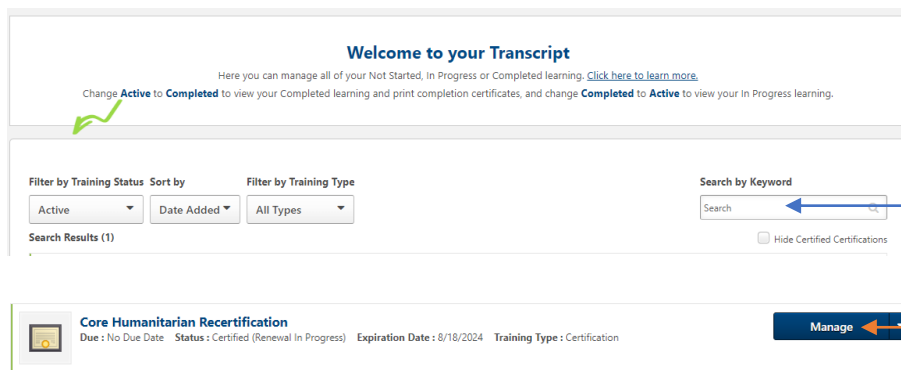 Welcome to your Transcript
Here you can manage all of your Not Started, In Progress or Completed learning. Click here to learn more.
Change Active to Completed to view your Completed learning and print completion certificates, and change Completed to Active to view your In Progress learning.
Filter by Training Status Sort by Filter by Training Type Search by Keyword
Active Date Added All Types Search
Search Results (1) Hide Certified Certifications
Core Humanitarian Recertification
Due : No Due Date Status : Certified (Renewal In Progress) Expiration Date : 8/18/2024 Training Type : Certification
Manage